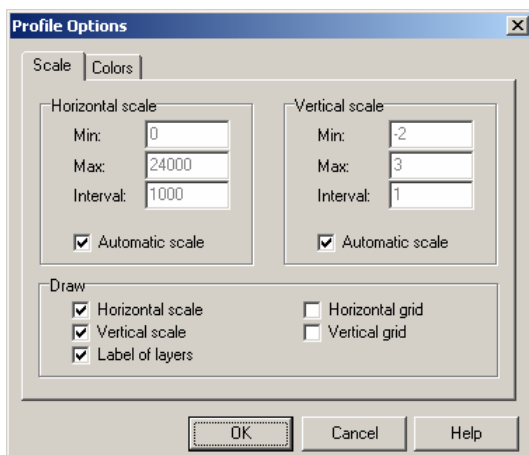 Profile Options
Scale Colors
Horizontal scale
Min: 0
Max: 24000
Interval: 1000
Automatic scale
Vertical scale
Min: -2
Max: 3
Interval: 1
Automatic scale
Draw
Horizontal scale
Vertical scale
Label of layers
Horizontal grid
Vertical grid
OK Cancel Help